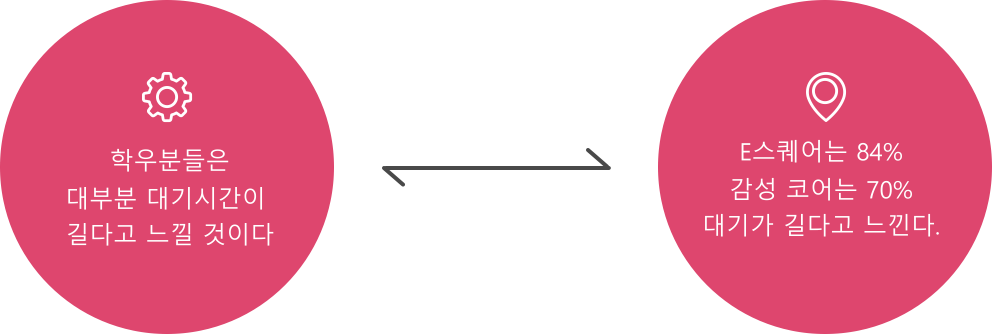 학우분들은
대부분 대기시간이
길다고 느낄 것이다
E스퀘어는 84%
감성 코어는 70%
대기가 길다고 느낀다.